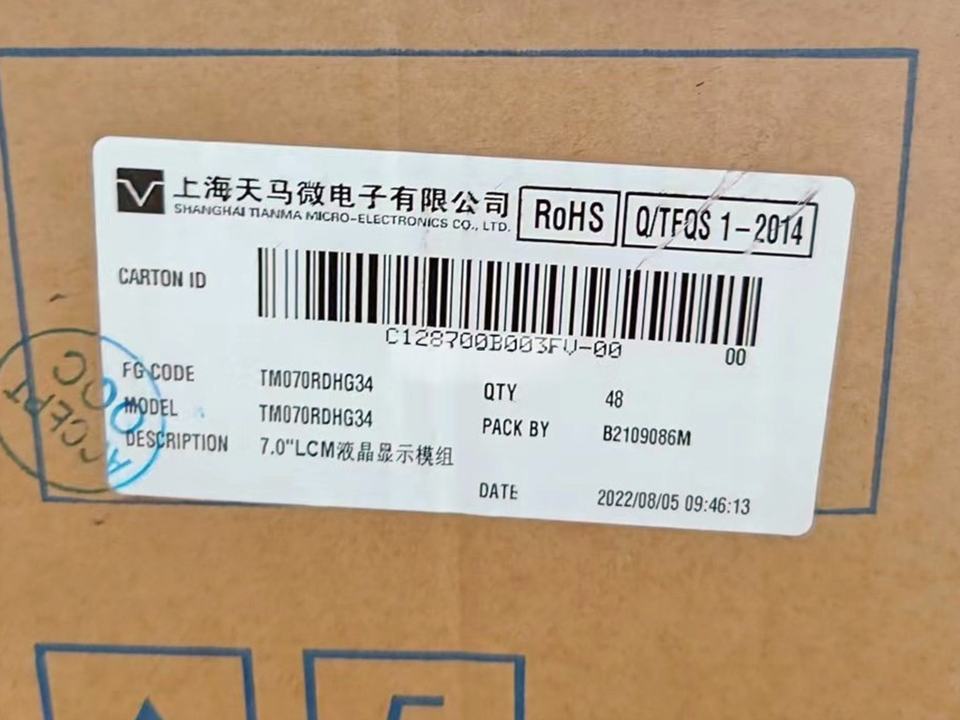 上海天马微电子有限公司
SHANGHAI TIANMA MICRO-ELECTRONICS CO., LTD.
RoHS
Q/TFQS 1-2014
CARTON ID
C128700B003FV-00
00
FG CODE TM070RDHG34 QTY 48
MODEL TM070RDHG34 PACK BY B2109086M
DESCRIPTION 7.0"LCM液晶显示模组
DATE 2022/08/05 09:46:13
ACCEPT
OQC